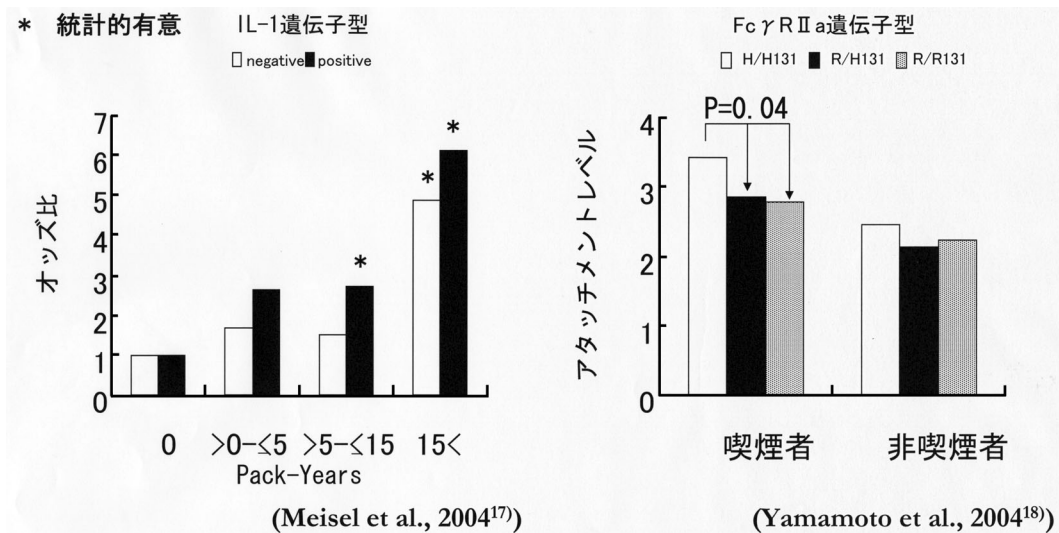 * 統計的有意
IL-1遺伝子型
negative positive
オッズ比
7
6
5
4
3
2
1
0
*
*
*
0 >0-≤5 >5-≤15 15<
Pack-Years
(Meisel et al., 2004¹⁷⁾)
FcγRⅡa遺伝子型
H/H131 R/H131 R/R131
アタッチメントレベル
4
3
2
1
0
P=0.04
喫煙者 非喫煙者
(Yamamoto et al., 2004¹⁸⁾)